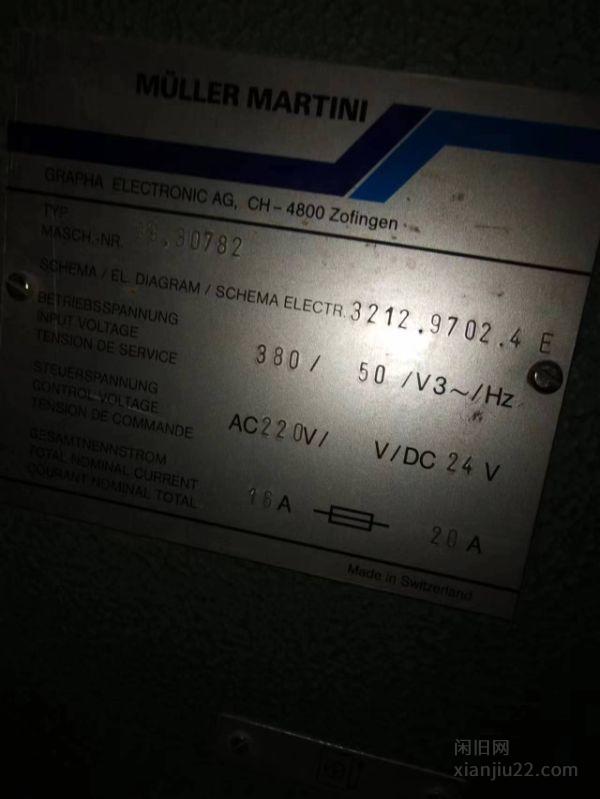 MÜLLER MARTINI
GRAPHA ELECTRONIC AG, CH-4800 Zofingen
TYP
MASCH.-NR. .30782
SCHEMA / EL. DIAGRAM / SCHEMA ELECTR. 3212.9702.4 E
BETRIEBSSPANNUNG
INPUT VOLTAGE 380/ 50 /V3~/Hz
TENSION DE SERVICE
STEUERSPANNUNG
CONTROL VOLTAGE AC220V/ V/DC 24 V
TENSION DE COMMANDE
GESAMTNENNSTROM
TOTAL NOMINAL CURRENT 16A 20 A
COURANT NOMINAL TOTAL
Made in Switzerland
闲旧网
xianjiu22.com